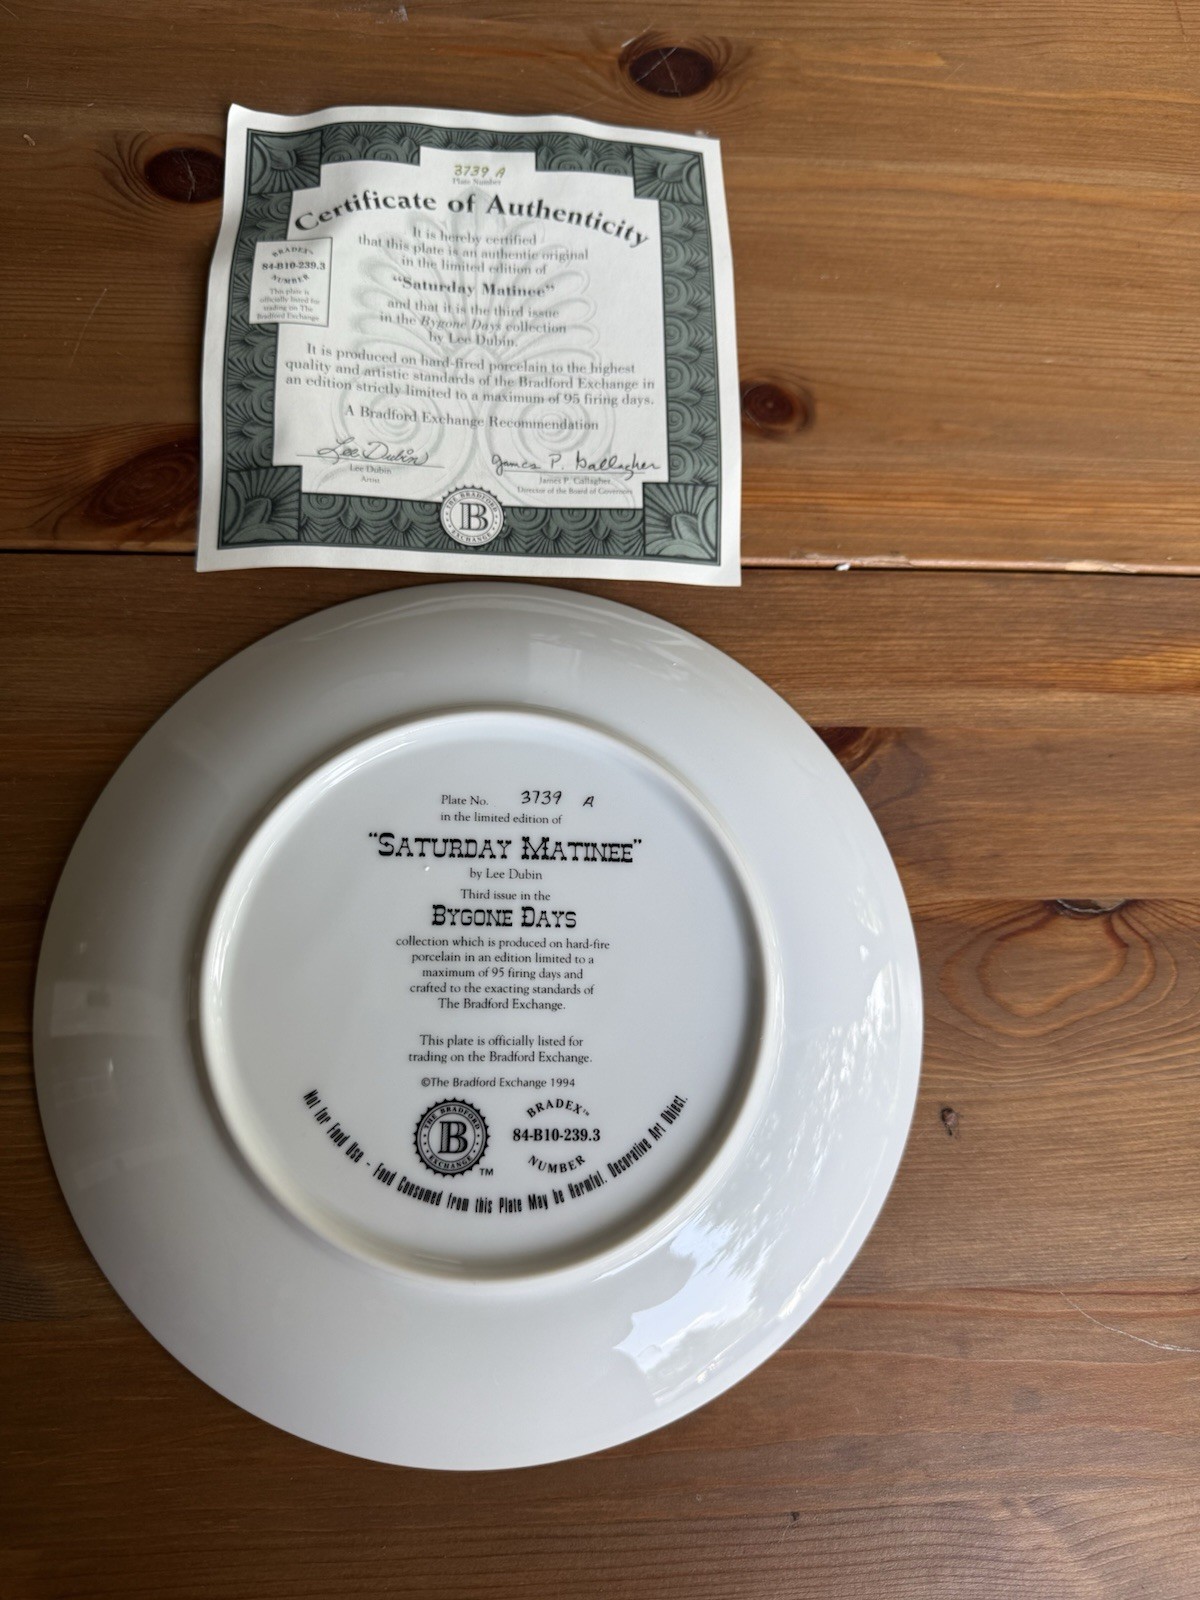 3739 A
Plate Number
Certificate of Authenticity
It is hereby certified
that this plate is an authentic original
in the limited edition of
"Saturday Matinee"
and that it is the third issue
in the Bygone Days collection
by Lee Dubin.
It is produced on hard-fired porcelain to the highest
quality and artistic standards of the Bradford Exchange in
an edition strictly limited to a maximum of 95 firing days.
A Bradford Exchange Recommendation
BRADEX™
84-B10-239.3
NUMBER
This plate is
officially listed for
trading on The
Bradford Exchange
Lee Dubin
Lee Dubin
Artist
James P. Gallagher
James P. Gallagher
Director of the Board of Governors
THE BRADFORD
B
EXCHANGE
Plate No. 3739 A
in the limited edition of
"SATURDAY MATINEE"
by Lee Dubin
Third issue in the
BYGONE DAYS
collection which is produced on hard-fire
porcelain in an edition limited to a
maximum of 95 firing days and
crafted to the exacting standards of
The Bradford Exchange.
This plate is officially listed for
trading on the Bradford Exchange.
©The Bradford Exchange 1994
THE BRADFORD
B
EXCHANGE
™
BRADEX™
84-B10-239.3
NUMBER
Not for Food Use - Food Consumed from this Plate May be Harmful. Decorative Art Object.